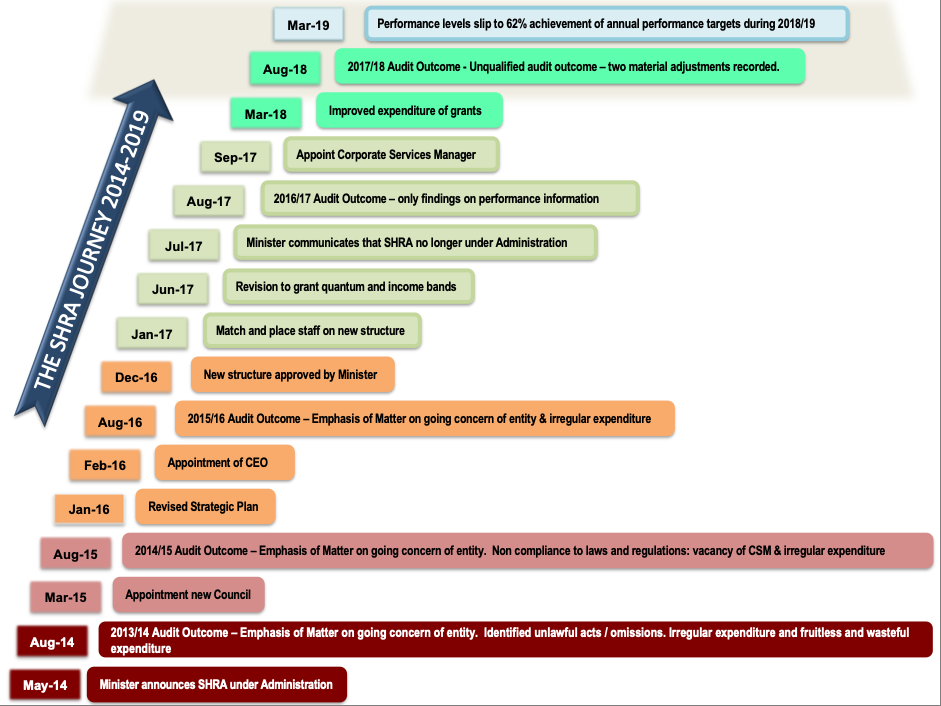 Mar-19
Performance levels slip to 62% achievement of annual performance targets during 2018/19
Aug-18
2017/18 Audit Outcome - Unqualified audit outcome – two material adjustments recorded.
Mar-18
Improved expenditure of grants
Sep-17
Appoint Corporate Services Manager
Aug-17
2016/17 Audit Outcome – only findings on performance information
Jul-17
Minister communicates that SHRA no longer under Administration
Jun-17
Revision to grant quantum and income bands
Jan-17
Match and place staff on new structure
Dec-16
New structure approved by Minister
Aug-16
2015/16 Audit Outcome – Emphasis of Matter on going concern of entity & irregular expenditure
Feb-16
Appointment of CEO
Jan-16
Revised Strategic Plan
Aug-15
2014/15 Audit Outcome – Emphasis of Matter on going concern of entity. Non compliance to laws and regulations: vacancy of CSM & irregular expenditure
Mar-15
Appointment new Council
Aug-14
2013/14 Audit Outcome – Emphasis of Matter on going concern of entity. Identified unlawful acts / omissions. Irregular expenditure and fruitless and wasteful
expenditure
May-14
Minister announces SHRA under Administration
THE SHRA JOURNEY 2014-2019